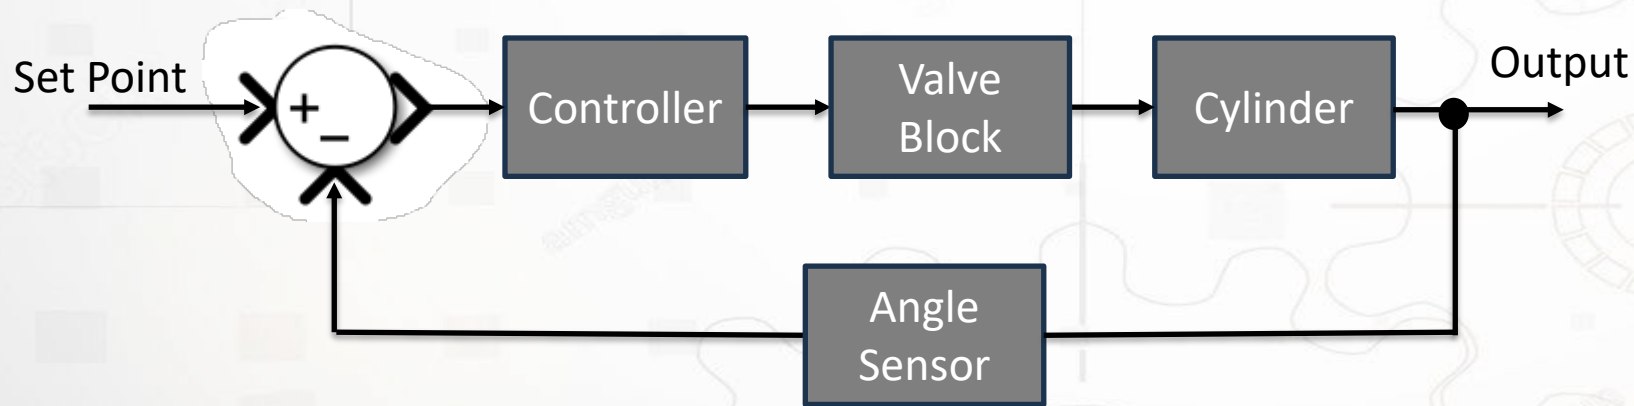 Set Point
+
−
Controller
Valve
Block
Cylinder
Output
Angle
Sensor